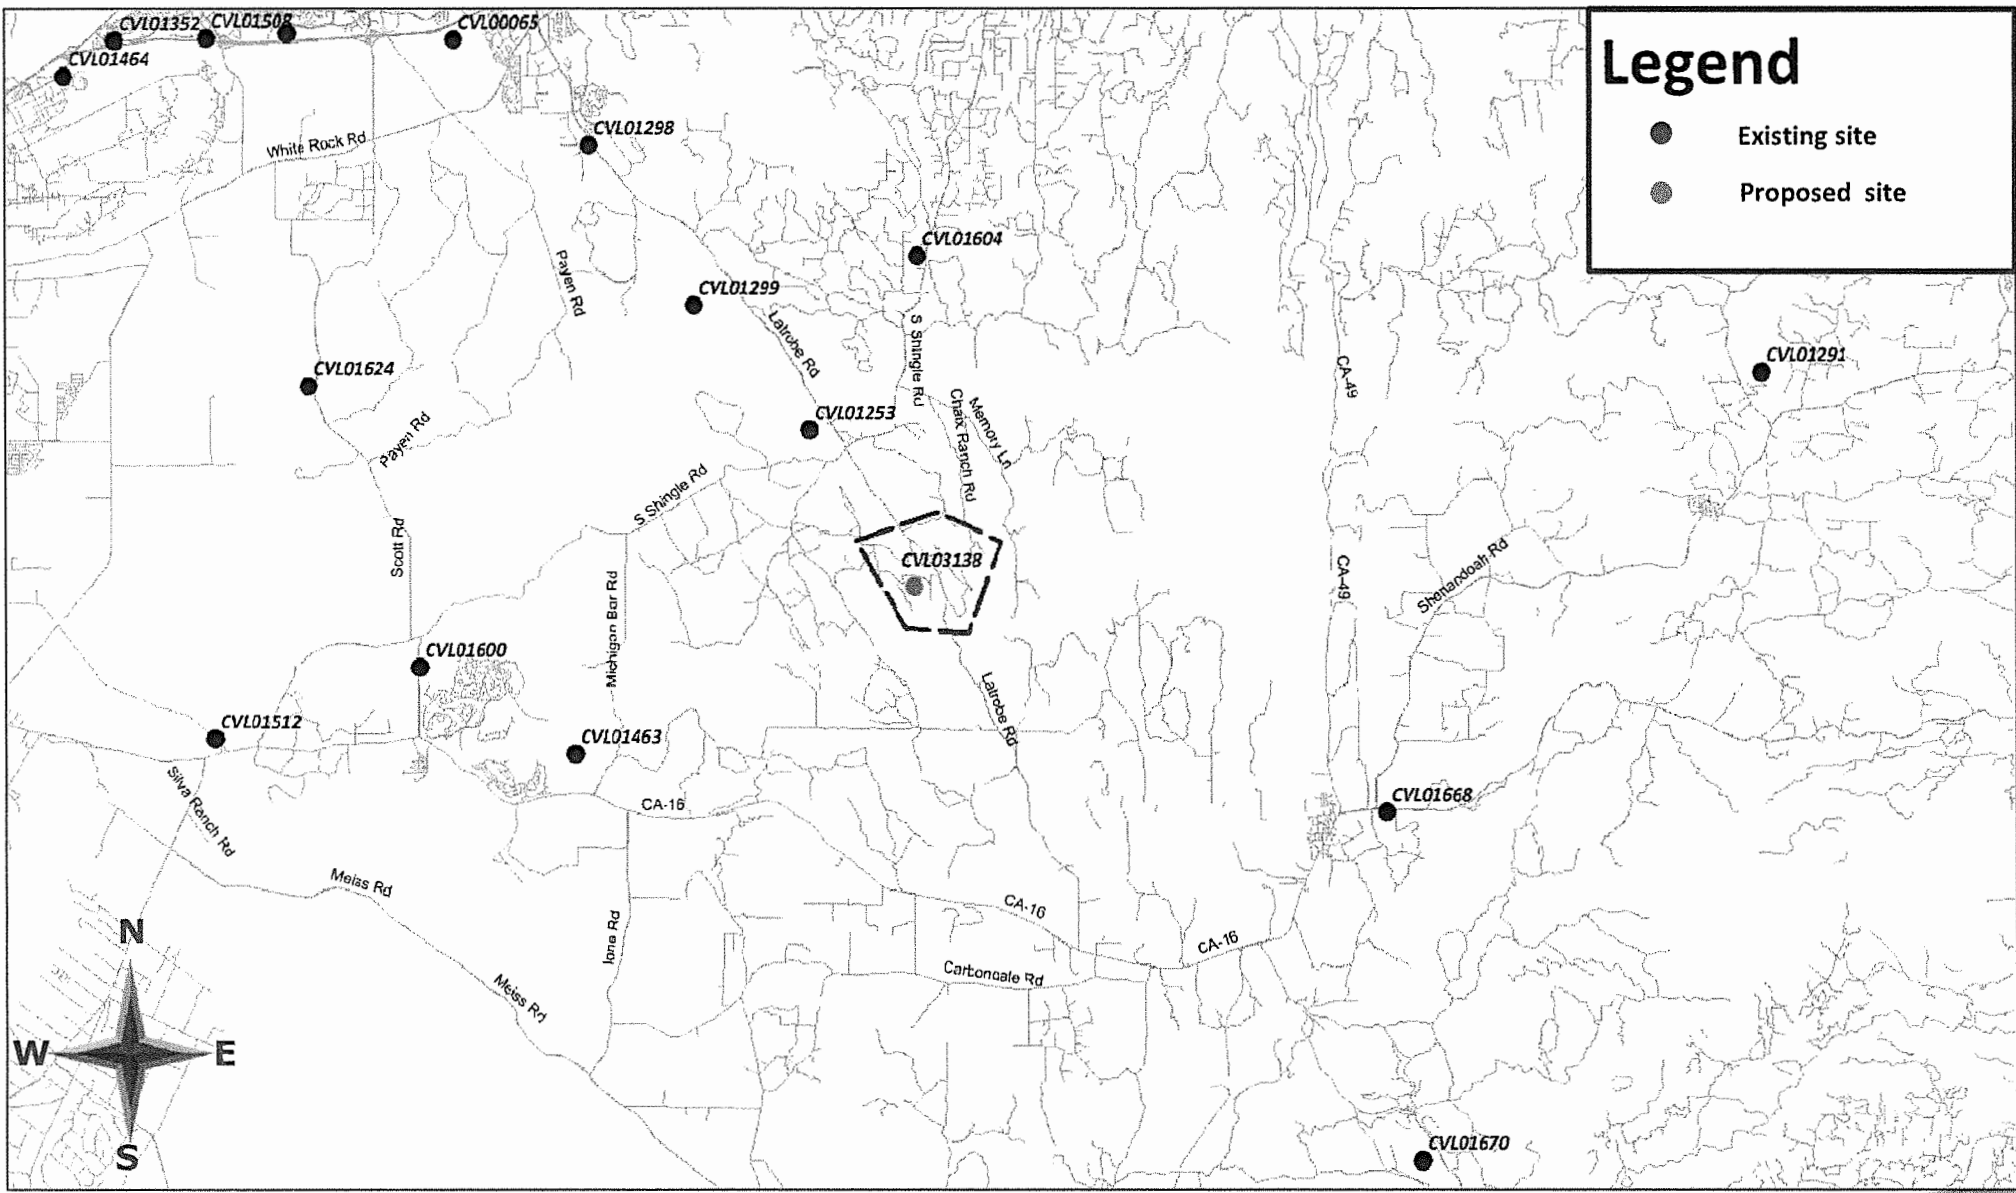 CVL01352
CVL01508
CVL00065
CVL01464
Legend
Existing site
Proposed site
White Rock Rd
CVL01298
CVL01604
Payen Rd
CVL01299
S Shingle Rd
Latrobe Rd
CA-49
CVL01291
CVL01624
CVL01253
Chaix Ranch Rd
Memory Ln
Payen Rd
S Shingle Rd
Scott Rd
CVL03138
CA-49
Shenandoah Rd
Michigan Bar Rd
CVL01600
Latrobe Rd
CVL01512
CVL01463
Silva Ranch Rd
CA-16
CVL01668
Meiss Rd
CA-16
N
Ione Rd
CA-16
Carbondale Rd
Meiss Rd
W
E
S
CVL01670